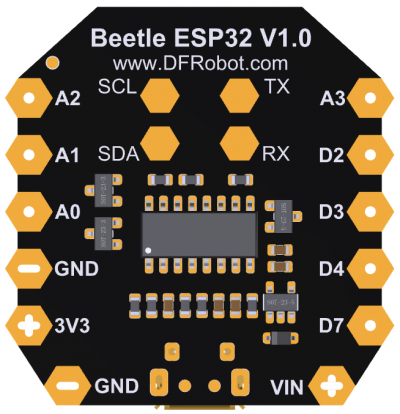 Beetle ESP32 V1.0
www.DFRobot.com
SCL TX
A2 A3
SDA RX
A1 D2
A0 D3
GND D4
3V3 D7
GND VIN